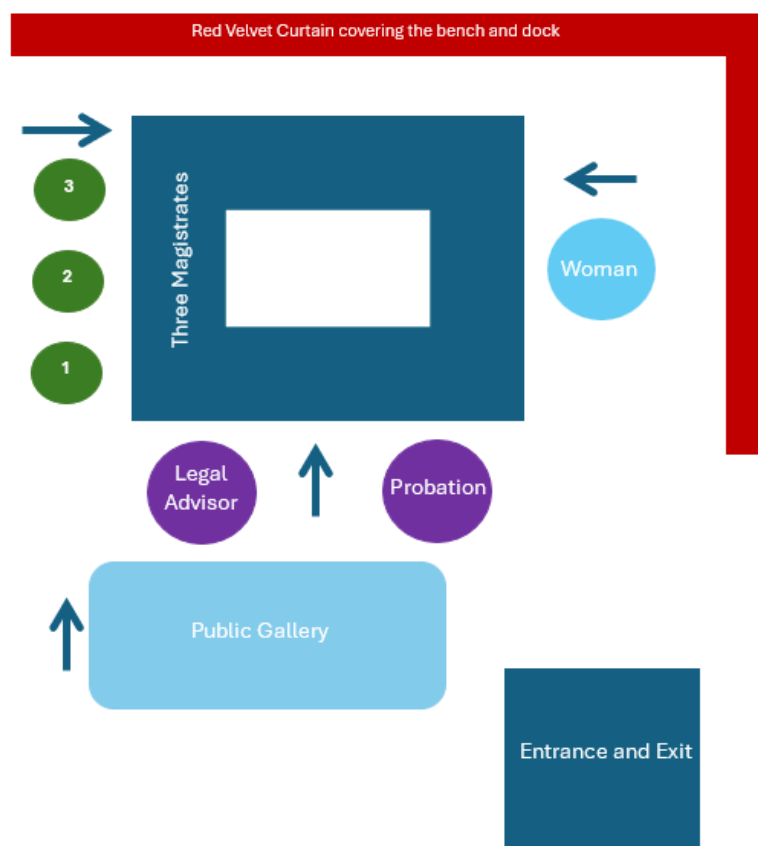 Red Velvet Curtain covering the bench and dock
3
2
1
Three Magistrates
Woman
Legal
Advisor
Probation
Public Gallery
Entrance and Exit